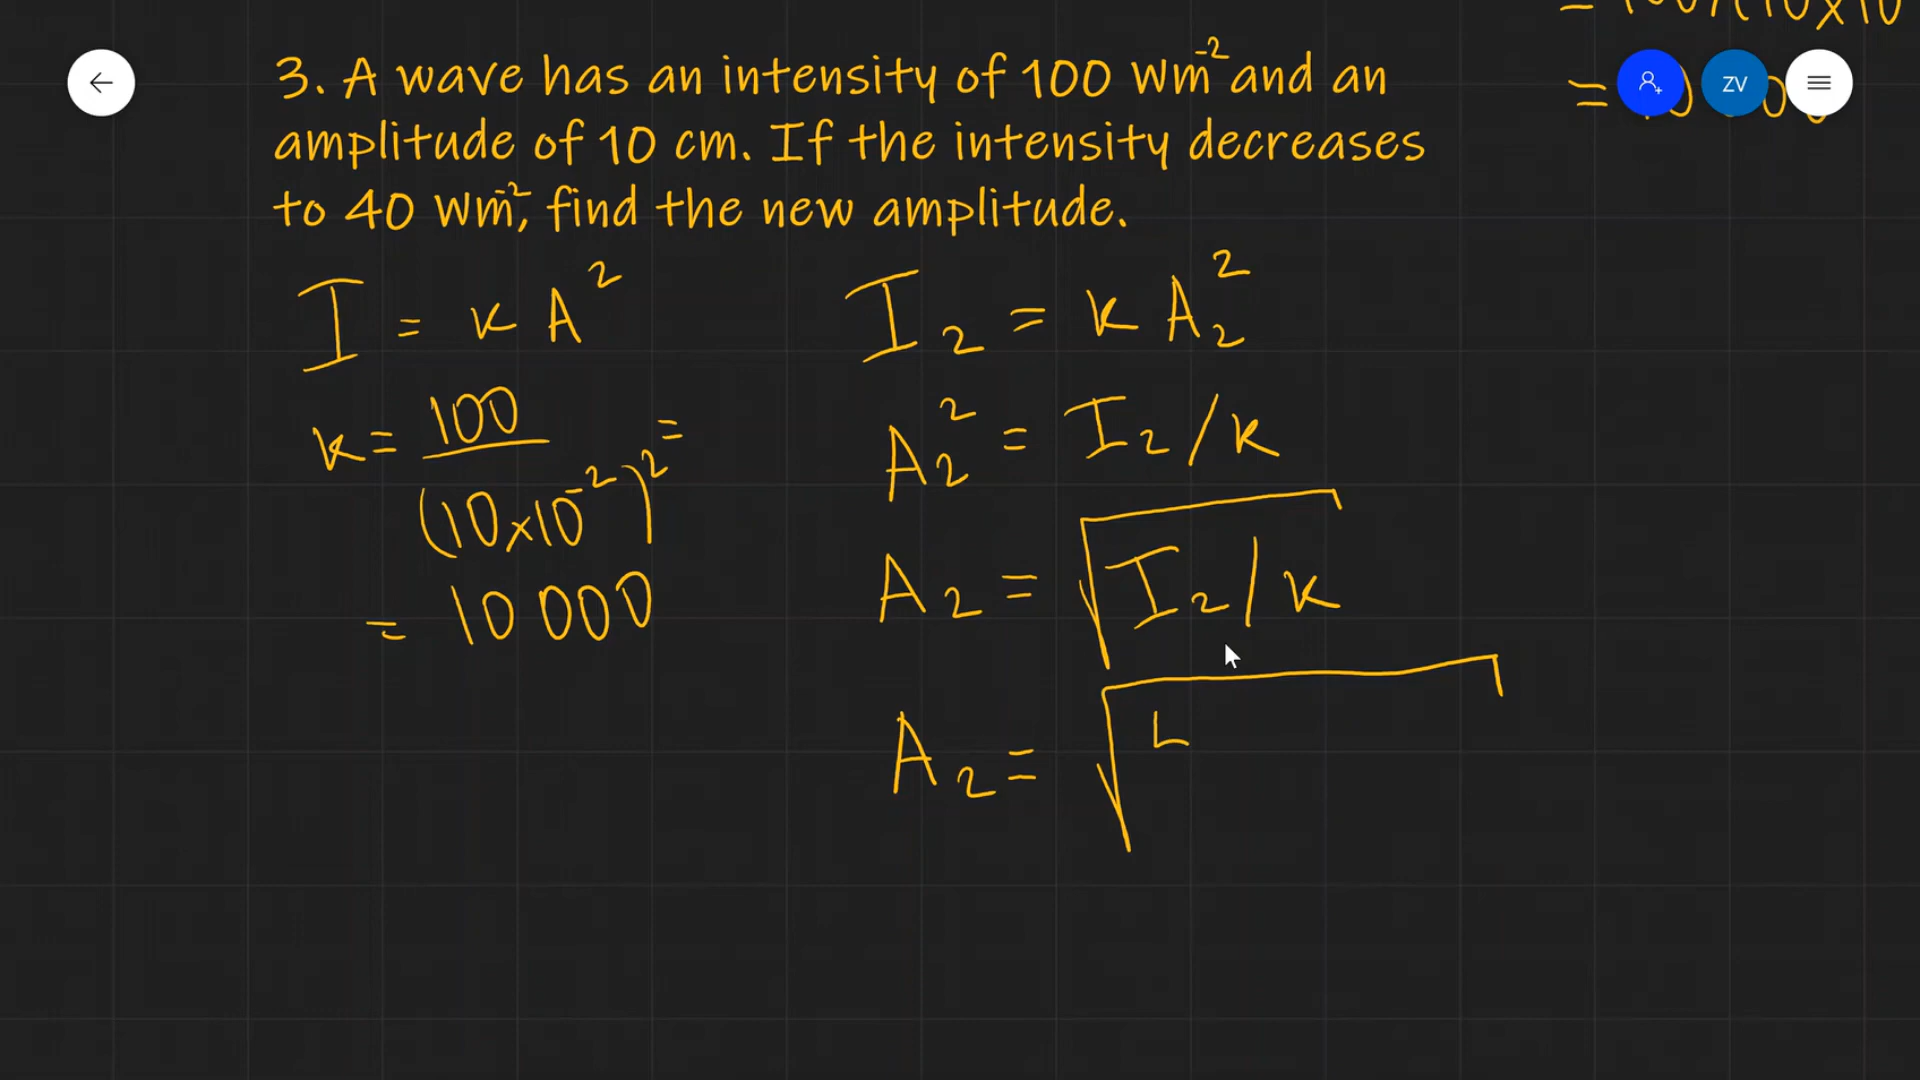 3. A wave has an intensity of 100 Wm⁻² and an
amplitude of 10 cm. If the intensity decreases
to 40 Wm⁻², find the new amplitude.
I = k A²
k = 100 / (10×10⁻²)² =
= 10 000
I₂ = k A₂²
A₂² = I₂ / k
A₂ = √(I₂ / k)
A₂ = √
ZV